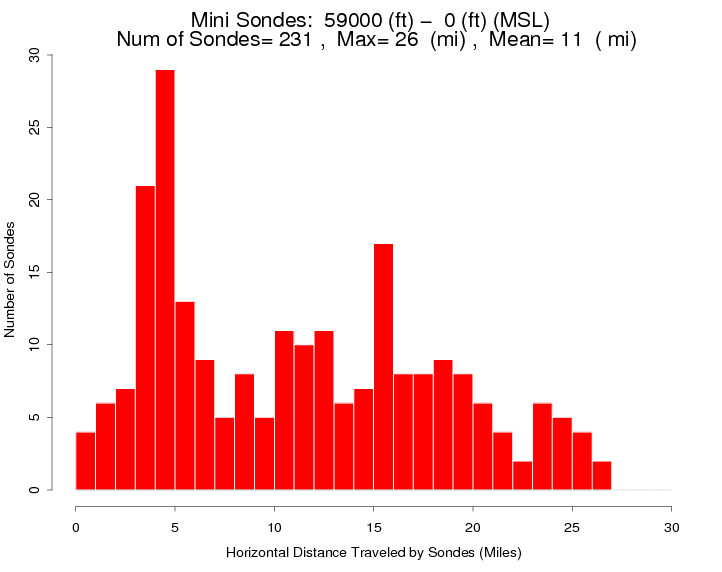 Mini Sondes:  59000 (ft) –  0 (ft) (MSL)
Num of Sondes= 231 ,  Max= 26  (mi) ,  Mean= 11  ( mi)
30
25
20
15
10
5
0
Number of Sondes
0 5 10 15 20 25 30
Horizontal Distance Traveled by Sondes (Miles)